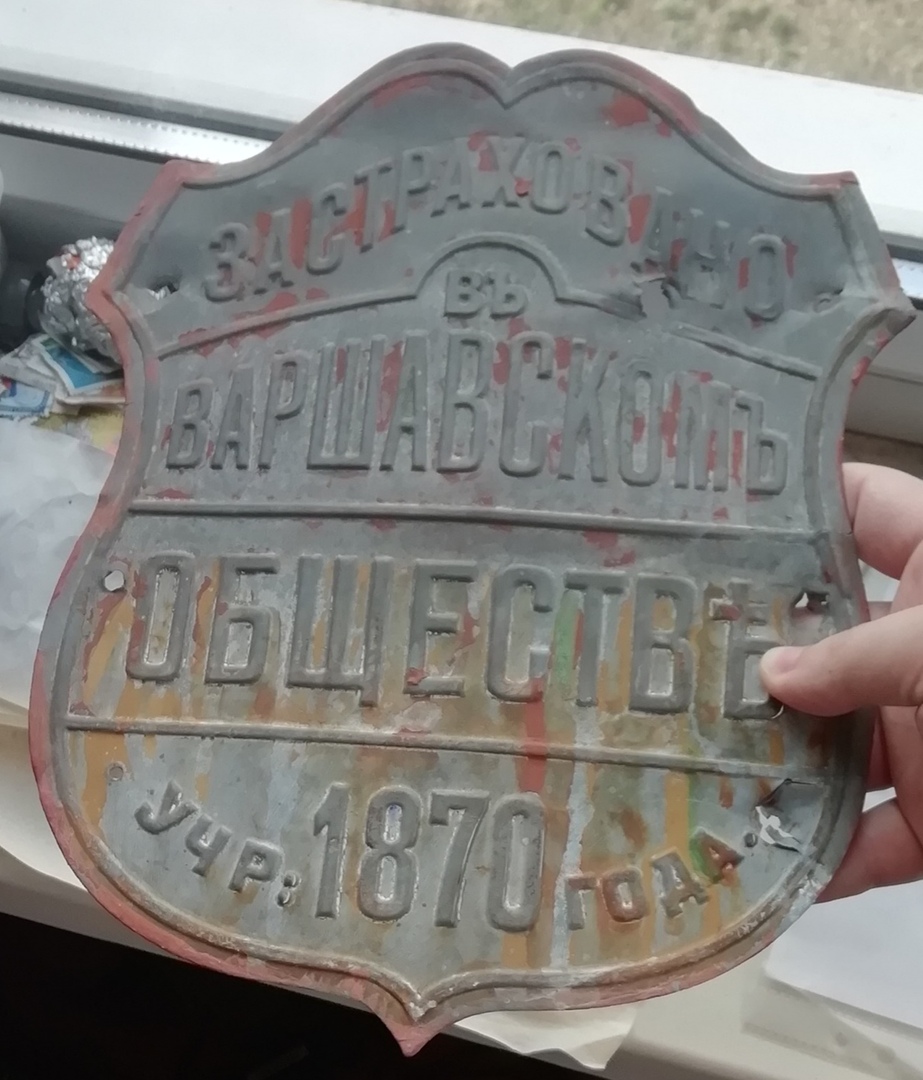 ЗАСТРАХОВАНО
ВЪ
ВАРШАВСКОМЪ
ОБЩЕСТВѢ
УЧР: 1870 ГОДА.